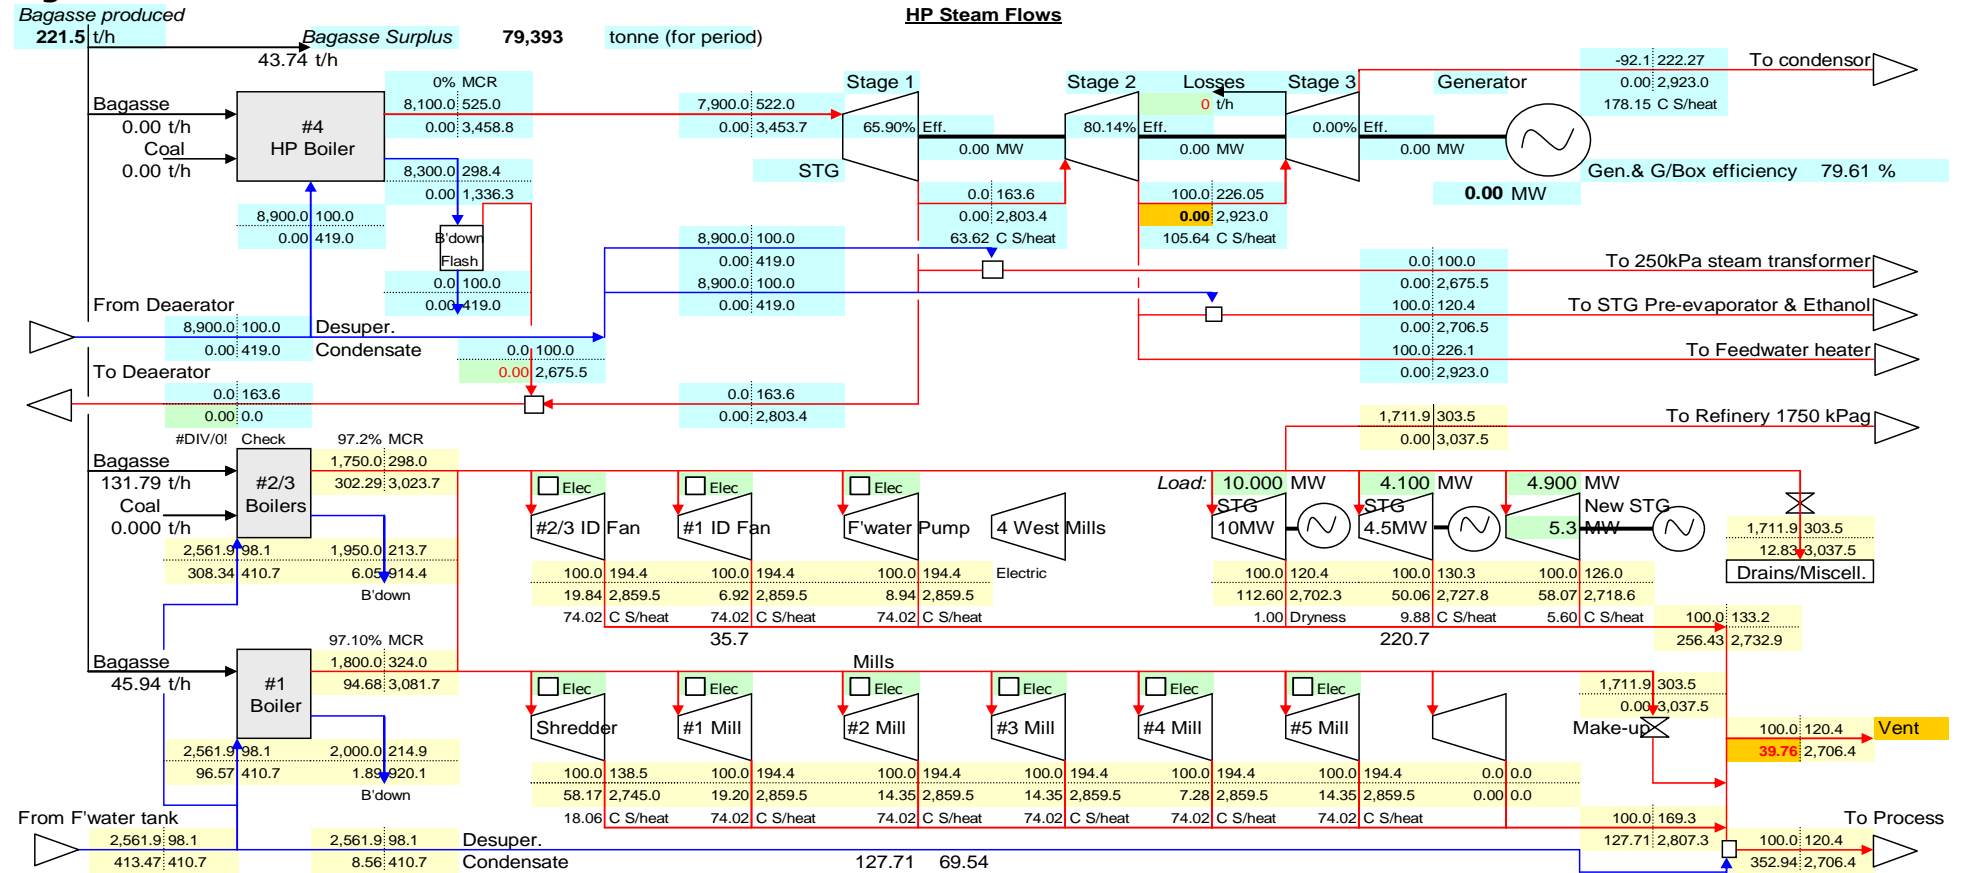 HP Steam Flows
Bagasse produced
221.5 t/h
Bagasse Surplus 79,393 tonne (for period)
43.74 t/h
0% MCR
8,100.0 525.0
0.00 3,458.8
7,900.0 522.0
0.00 3,453.7
Stage 1
65.90% Eff.
0.00 MW
STG
Stage 2
80.14% Eff.
0.00 MW
Losses
0 t/h
Stage 3
0.00% Eff.
0.00 MW
Generator
-92.1 222.27
0.00 2,923.0
178.15 C S/heat
To condensor
Gen.& G/Box efficiency 79.61 %
0.00 MW
Bagasse
0.00 t/h
Coal
0.00 t/h
#4
HP Boiler
8,300.0 298.4
0.00 1,336.3
8,900.0 100.0
0.00 419.0
B'down
Flash
0.0 100.0
0.00 419.0
0.0 163.6
0.00 2,803.4
63.62 C S/heat
100.0 226.05
0.00 2,923.0
105.64 C S/heat
8,900.0 100.0
0.00 419.0
8,900.0 100.0
0.00 419.0
0.0 100.0
0.00 2,675.5
To 250kPa steam transformer
100.0 120.4
0.00 2,706.5
To STG Pre-evaporator & Ethanol
100.0 226.1
0.00 2,923.0
To Feedwater heater
From Deaerator
8,900.0 100.0
0.00 419.0
Desuper.
Condensate
0.0 100.0
0.00 2,675.5
To Deaerator
0.0 163.6
0.00 0.0
0.0 163.6
0.00 2,803.4
1,711.9 303.5
0.00 3,037.5
To Refinery 1750 kPag
#DIV/0! Check
97.2% MCR
1,750.0 298.0
302.29 3,023.7
Bagasse
131.79 t/h
Coal
0.000 t/h
#2/3
Boilers
2,561.9 98.1
308.34 410.7
1,950.0 213.7
6.05 914.4
B'down
Elec
#2/3 ID Fan
Elec
#1 ID Fan
Elec
F'water Pump
4 West Mills
Electric
Load: 10.000 MW
STG
10MW
4.100 MW
STG
4.5MW
4.900 MW
New STG
5.3 MW
1,711.9 303.5
12.83 3,037.5
Drains/Miscell.
100.0 194.4
19.84 2,859.5
74.02 C S/heat
100.0 194.4
6.92 2,859.5
74.02 C S/heat
100.0 194.4
8.94 2,859.5
74.02 C S/heat
100.0 120.4
112.60 2,702.3
1.00 Dryness
100.0 130.3
50.06 2,727.8
9.88 C S/heat
100.0 126.0
58.07 2,718.6
5.60 C S/heat
100.0 133.2
256.43 2,732.9
35.7
220.7
97.10% MCR
1,800.0 324.0
94.68 3,081.7
Bagasse
45.94 t/h
#1
Boiler
2,561.9 98.1
96.57 410.7
2,000.0 214.9
1.89 920.1
B'down
Mills
Shredder
Elec
Elec
#1 Mill
Elec
#2 Mill
Elec
#3 Mill
Elec
#4 Mill
Elec
#5 Mill
1,711.9 303.5
0.00 3,037.5
Make-up
100.0 120.4
39.76 2,706.4
Vent
100.0 138.5
58.17 2,745.0
18.06 C S/heat
100.0 194.4
19.20 2,859.5
74.02 C S/heat
100.0 194.4
14.35 2,859.5
74.02 C S/heat
100.0 194.4
14.35 2,859.5
74.02 C S/heat
100.0 194.4
7.28 2,859.5
74.02 C S/heat
100.0 194.4
14.35 2,859.5
74.02 C S/heat
0.0 0.0
0.00 0.0
100.0 169.3
127.71 2,807.3
From F'water tank
2,561.9 98.1
413.47 410.7
2,561.9 98.1
8.56 410.7
Desuper.
Condensate
127.71 69.54
To Process
100.0 120.4
352.94 2,706.4